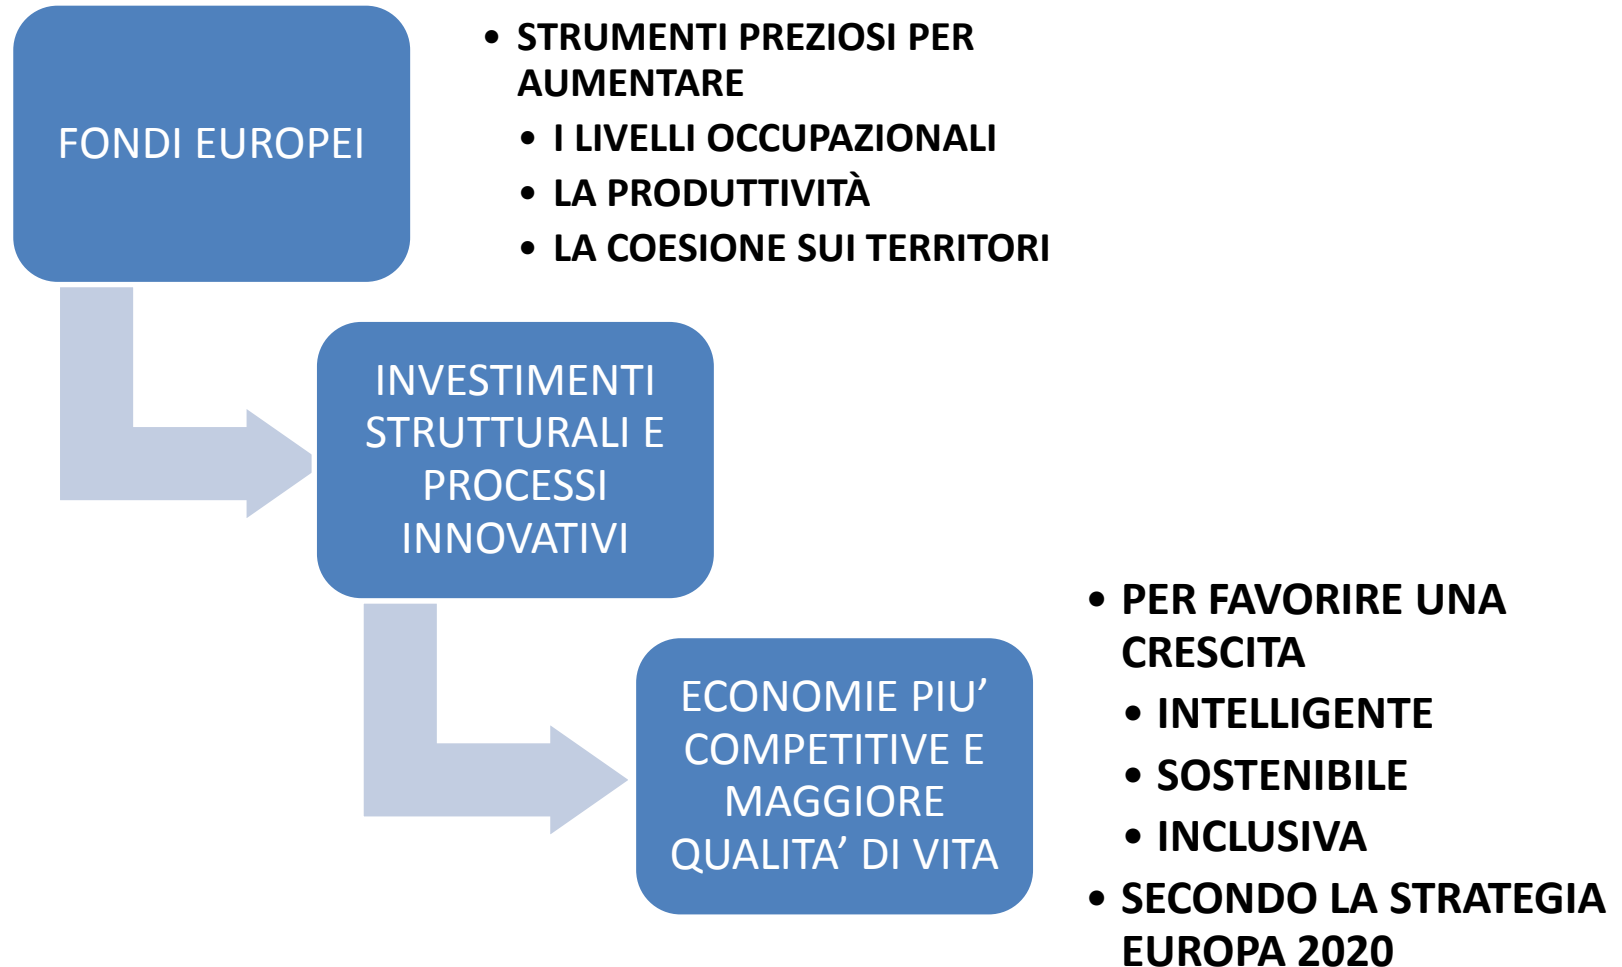 FONDI EUROPEI
• STRUMENTI PREZIOSI PER
AUMENTARE
• I LIVELLI OCCUPAZIONALI
• LA PRODUTTIVITÀ
• LA COESIONE SUI TERRITORI
INVESTIMENTI
STRUTTURALI E
PROCESSI
INNOVATIVI
ECONOMIE PIU’
COMPETITIVE E
MAGGIORE
QUALITA’ DI VITA
• PER FAVORIRE UNA
CRESCITA
• INTELLIGENTE
• SOSTENIBILE
• INCLUSIVA
• SECONDO LA STRATEGIA
EUROPA 2020